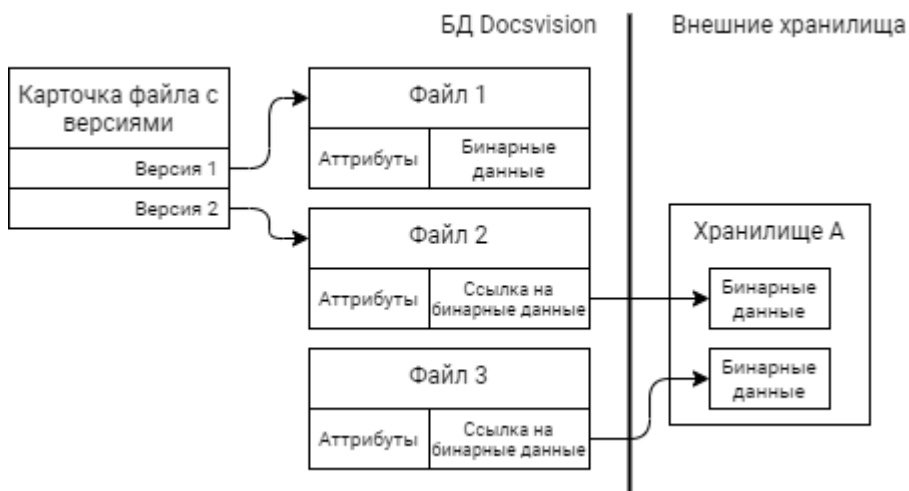 БД Docsvision
Внешние хранилища
Карточка файла с
версиями
Версия 1
Версия 2
Файл 1
Аттрибуты
Бинарные
данные
Файл 2
Аттрибуты
Ссылка на
бинарные данные
Файл 3
Аттрибуты
Ссылка на
бинарные данные
Хранилище А
Бинарные
данные
Бинарные
данные